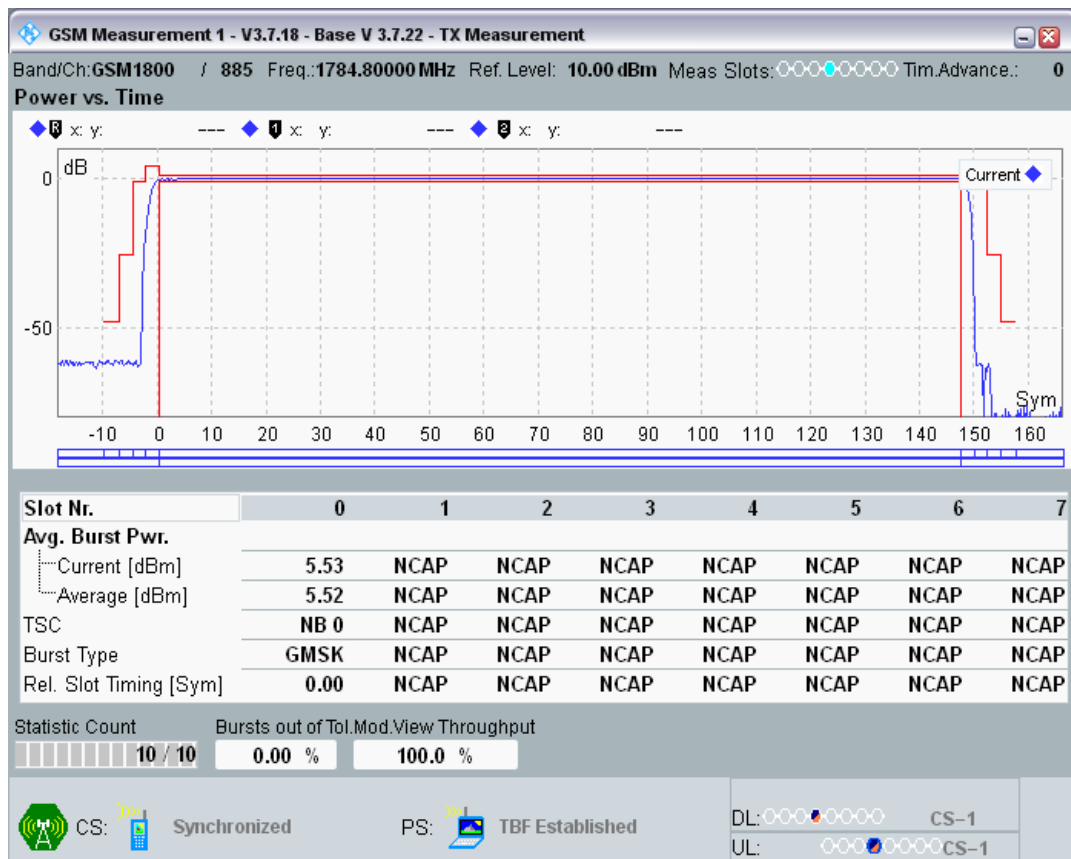 GSM Measurement 1 - V3.7.18 - Base V 3.7.22 - TX Measurement
Band/Ch:GSM1800 / 885 Freq.:1784.80000 MHz Ref. Level: 10.00 dBm Meas Slots: Tim.Advance.: 0
Power vs. Time
R x: y: --- 1 x: y: --- 2 x: y: ---
dB
0
Current
-50
Sym
-10 0 10 20 30 40 50 60 70 80 90 100 110 120 130 140 150 160
Slot Nr. 0 1 2 3 4 5 6 7
Avg. Burst Pwr.
Current [dBm] 5.53 NCAP NCAP NCAP NCAP NCAP NCAP NCAP
Average [dBm] 5.52 NCAP NCAP NCAP NCAP NCAP NCAP NCAP
TSC NB 0 NCAP NCAP NCAP NCAP NCAP NCAP NCAP
Burst Type GMSK NCAP NCAP NCAP NCAP NCAP NCAP NCAP
Rel. Slot Timing [Sym] 0.00 NCAP NCAP NCAP NCAP NCAP NCAP NCAP
Statistic Count Bursts out of Tol.Mod.View Throughput
10 / 10 0.00 % 100.0 %
CS: Synchronized PS: TBF Established
DL: CS-1
UL: CS-1